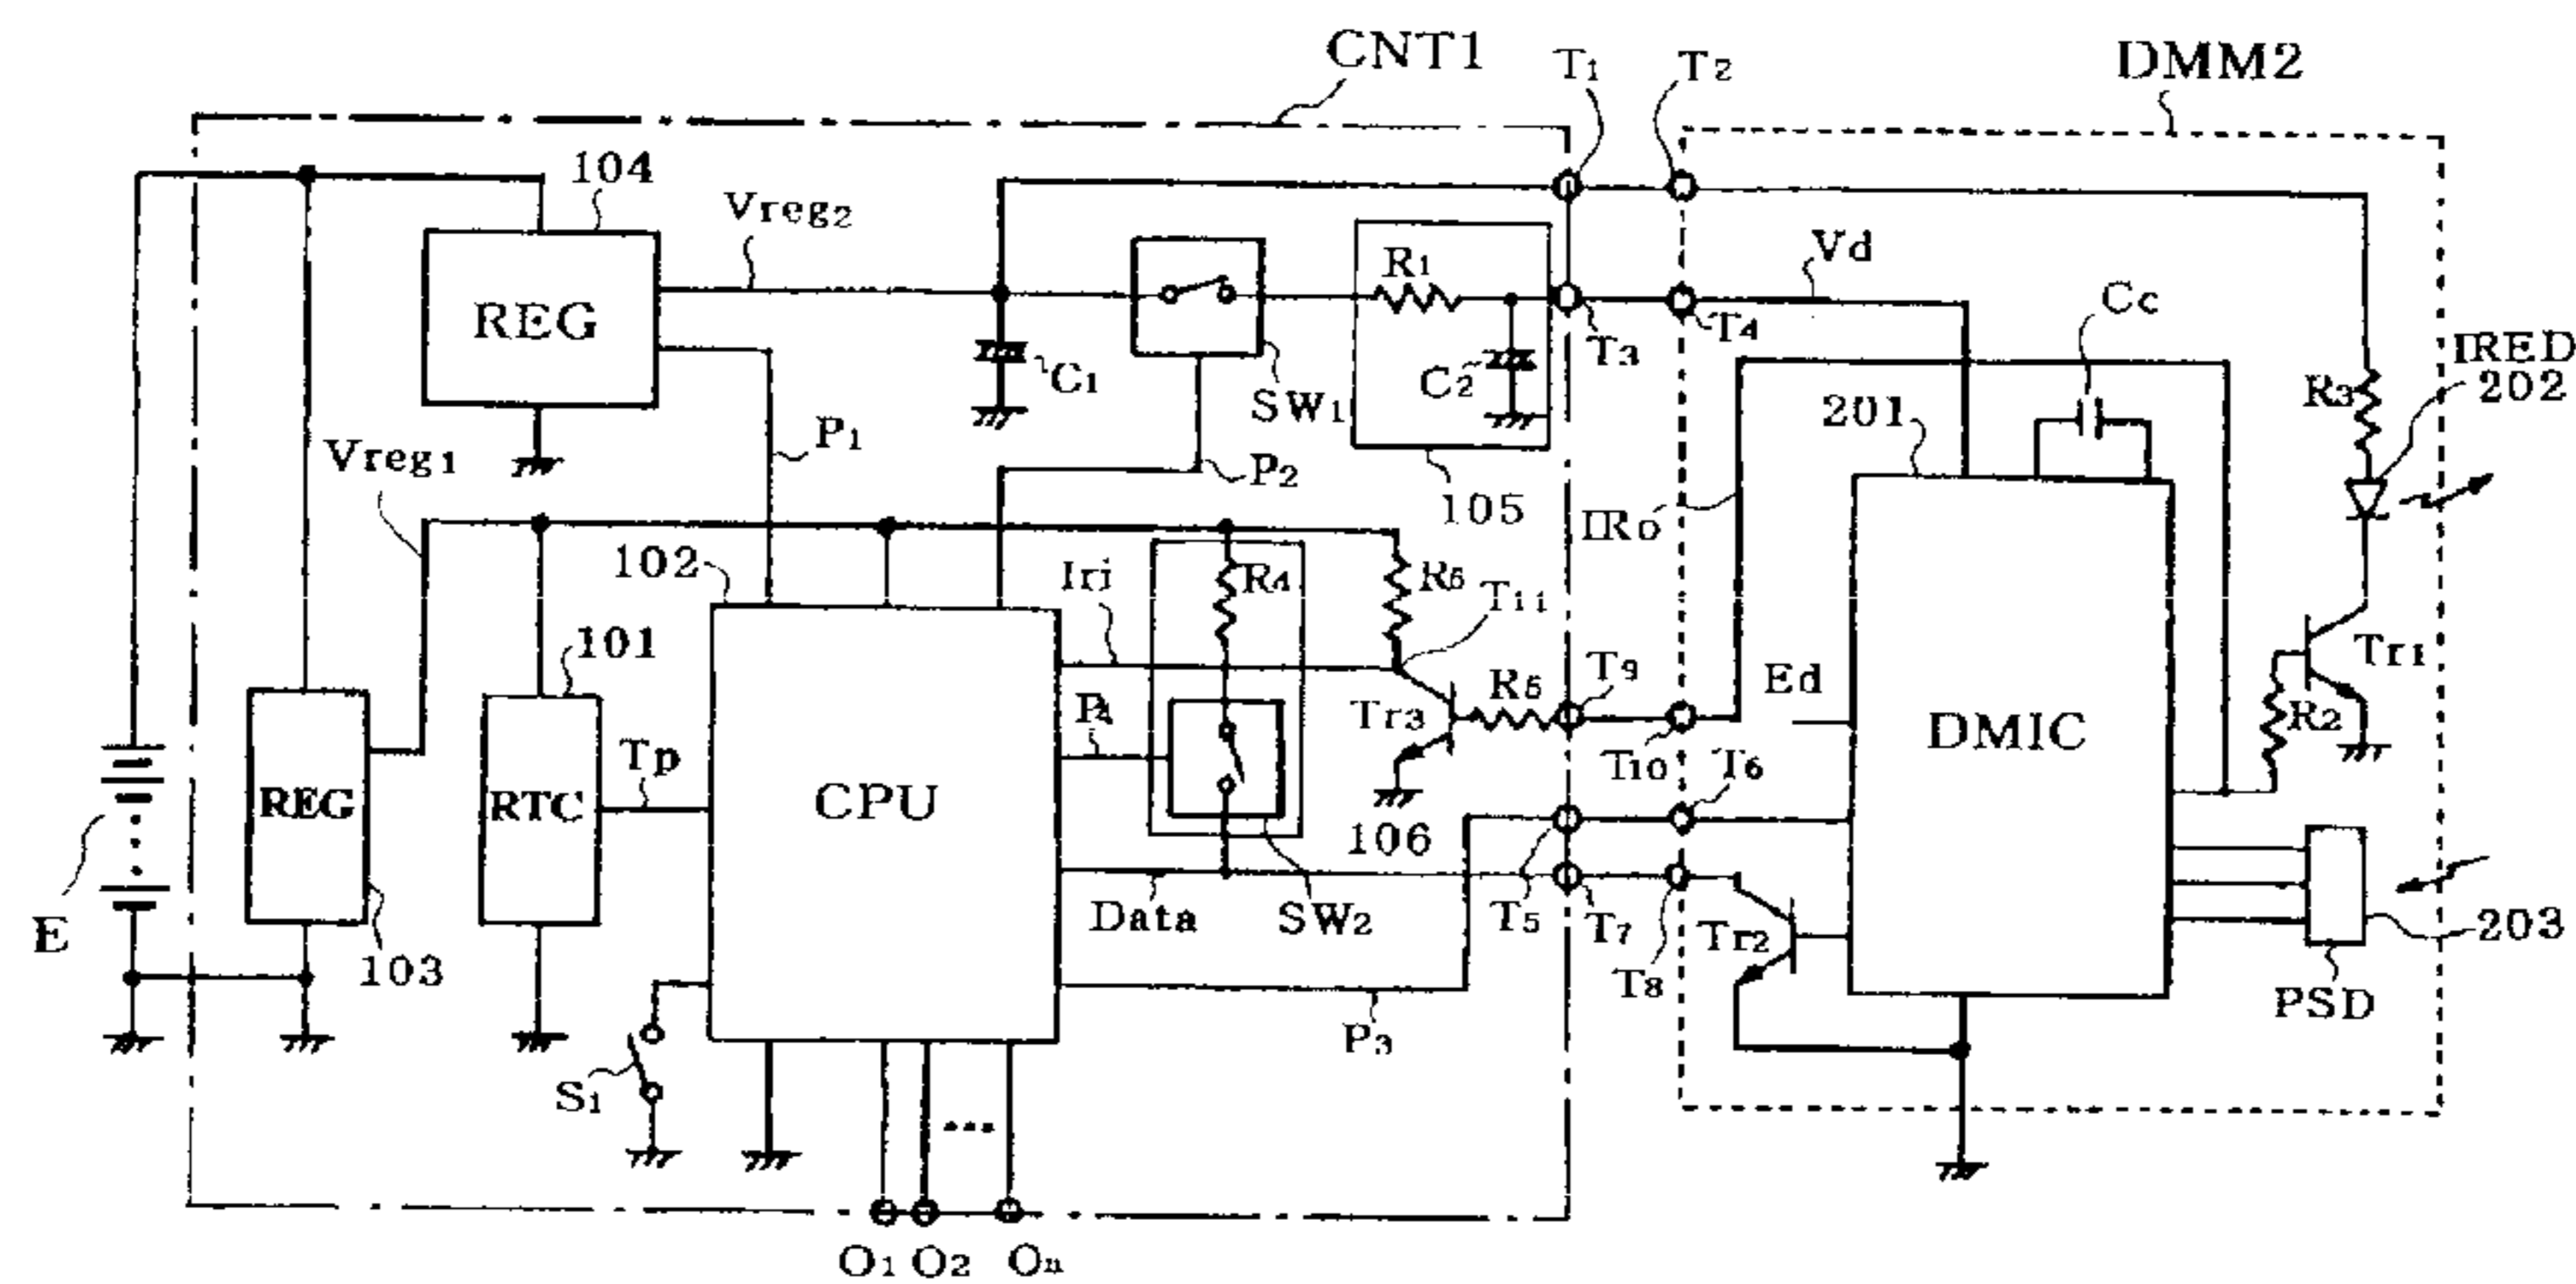 CNT1
T1
T2
DMM2
104
Vreg2
R1
Vd
Cc
IRED
202
REG
C1
SW1
C2
T3
T4
R3
201
P1
P2
105
IRo
Vreg1
102
Iri
R4
R6
T11
101
Tr1
Ed
T9
R5
Tr3
P4
R2
DMIC
Tp
T10
T6
REG
RTC
CPU
106
E
103
Data
SW2
T5
T7
Tr2
203
T8
PSD
P3
S1
...
O1 O2 On